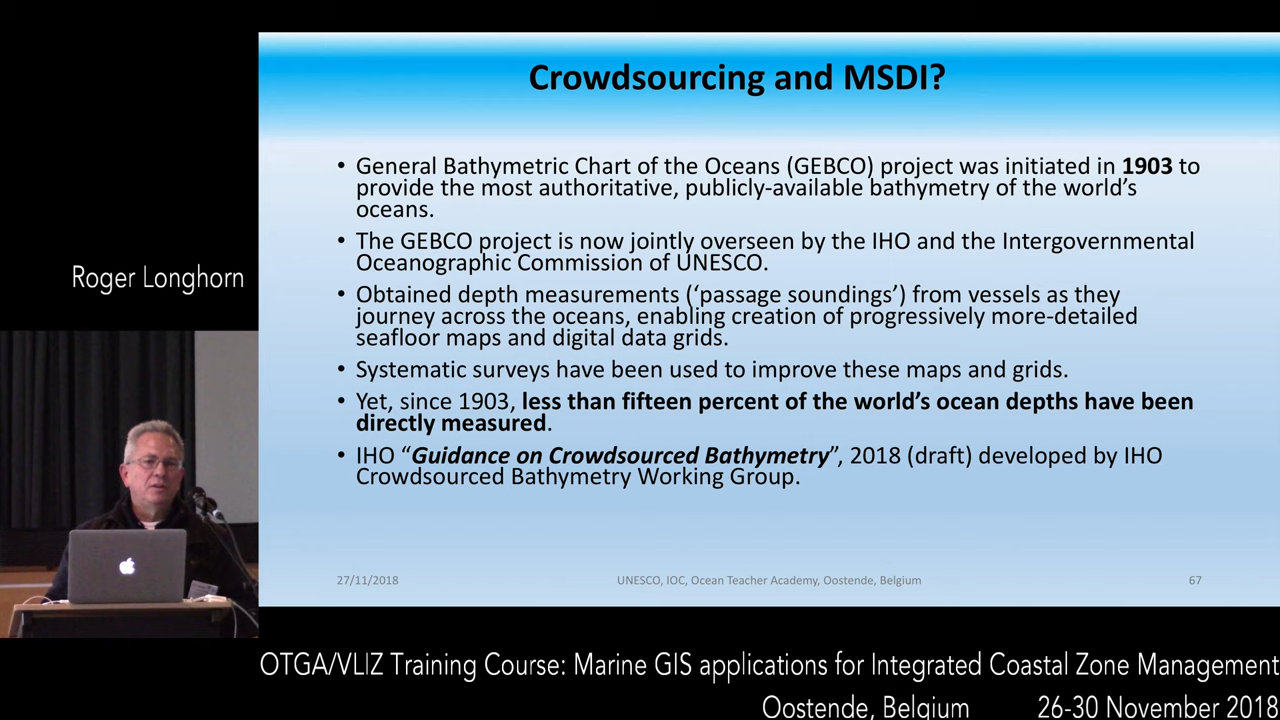 Crowdsourcing and MSDI?
• General Bathymetric Chart of the Oceans (GEBCO) project was initiated in 1903 to
provide the most authoritative, publicly-available bathymetry of the world's
oceans.
• The GEBCO project is now jointly overseen by the IHO and the Intergovernmental
Oceanographic Commission of UNESCO.
• Obtained depth measurements (‘passage soundings’) from vessels as they
journey across the oceans, enabling creation of progressively more-detailed
seafloor maps and digital data grids.
• Systematic surveys have been used to improve these maps and grids.
• Yet, since 1903, less than fifteen percent of the world's ocean depths have been
directly measured.
• IHO “Guidance on Crowdsourced Bathymetry”, 2018 (draft) developed by IHO
Crowdsourced Bathymetry Working Group.
27/11/2018 UNESCO, IOC, Ocean Teacher Academy, Oostende, Belgium 67
Roger Longhorn
OTGA/VLIZ Training Course: Marine GIS applications for Integrated Coastal Zone Management
Oostende, Belgium 26-30 November 2018